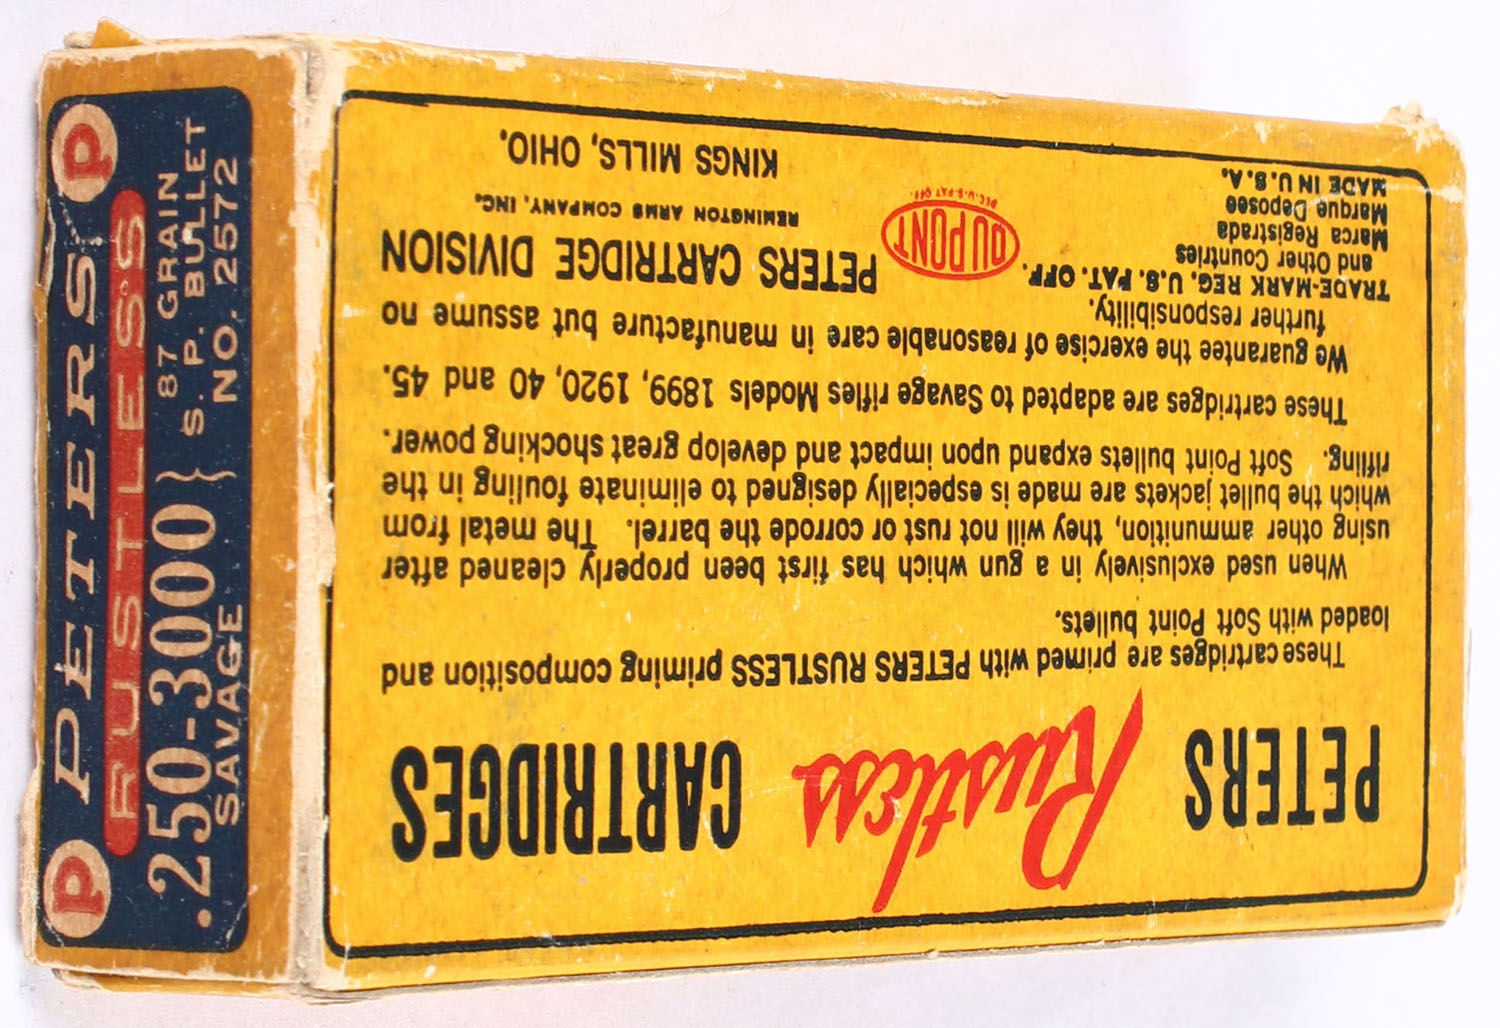 PETERS Rustless CARTRIDGES
These cartridges are primed with PETERS RUSTLESS priming composition and
loaded with Soft Point bullets.
When used exclusively in a gun which has first been properly cleaned after
using other ammunition, they will not rust or corrode the barrel. The metal from
which the bullet jackets are made is especially designed to eliminate fouling in the
rifling. Soft Point bullets expand upon impact and develop great shocking power.
These cartridges are adapted to Savage rifles Models 1899, 1920, 40 and 45.
We guarantee the exercise of reasonable care in manufacture but assume no
further responsibility.
TRADE-MARK REG. U.S. PAT. OFF.
and Other Countries
Marca Registrada
Marque Deposee
MADE IN U.S.A.
DU PONT
REG. U.S. PAT. OFF.
PETERS CARTRIDGE DIVISION
REMINGTON ARMS COMPANY, INC.
KINGS MILLS, OHIO.
P PETERS P
RUSTLESS
.250-3000 } 87 GRAIN
S. P. BULLET
SAVAGE NO. 2572